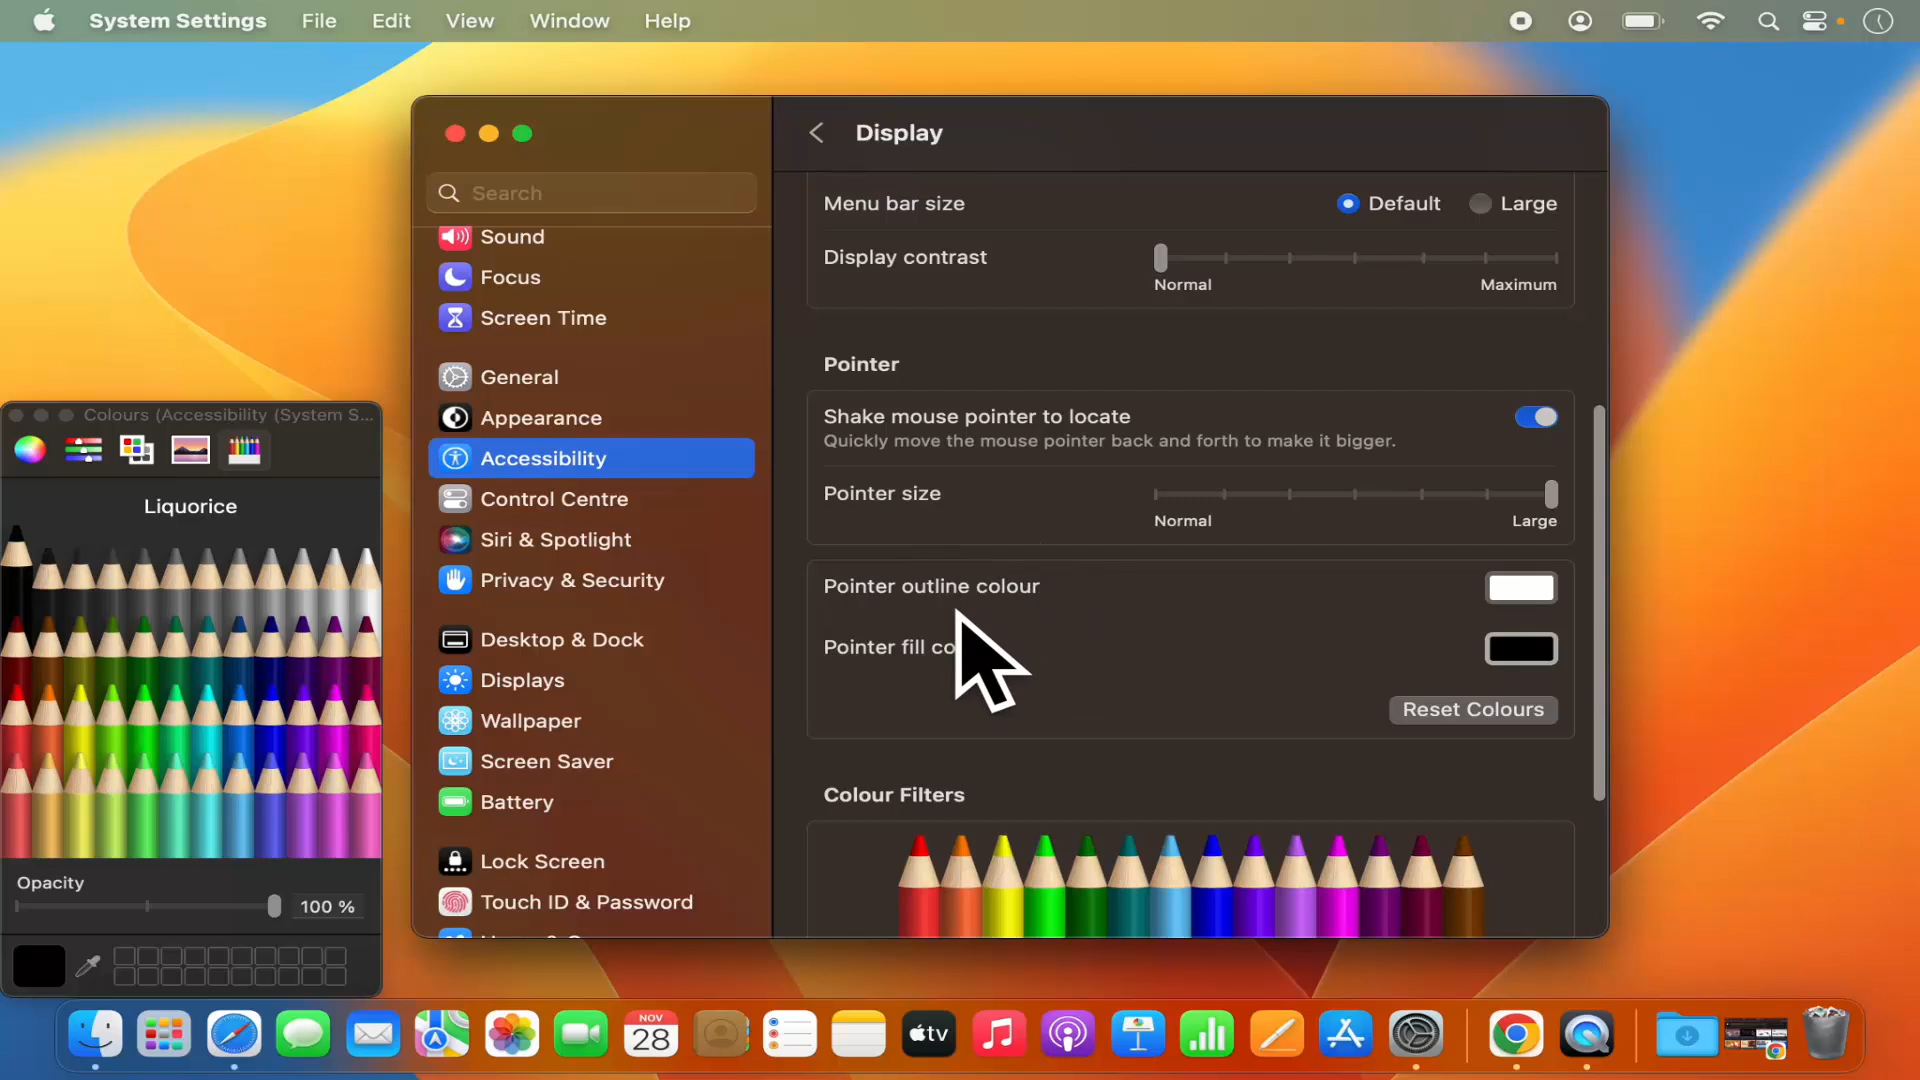 System Settings File Edit View Window Help
Display
Search
Sound
Focus
Screen Time
General
Appearance
Accessibility
Control Centre
Siri & Spotlight
Privacy & Security
Desktop & Dock
Displays
Wallpaper
Screen Saver
Battery
Lock Screen
Touch ID & Password
Menu bar size
Default Large
Display contrast
Normal Maximum
Pointer
Shake mouse pointer to locate
Quickly move the mouse pointer back and forth to make it bigger.
Pointer size
Normal Large
Pointer outline colour
Pointer fill co
Reset Colours
Colour Filters
Colours (Accessibility (System S...
Liquorice
Opacity
100 %
NOV
28
tv